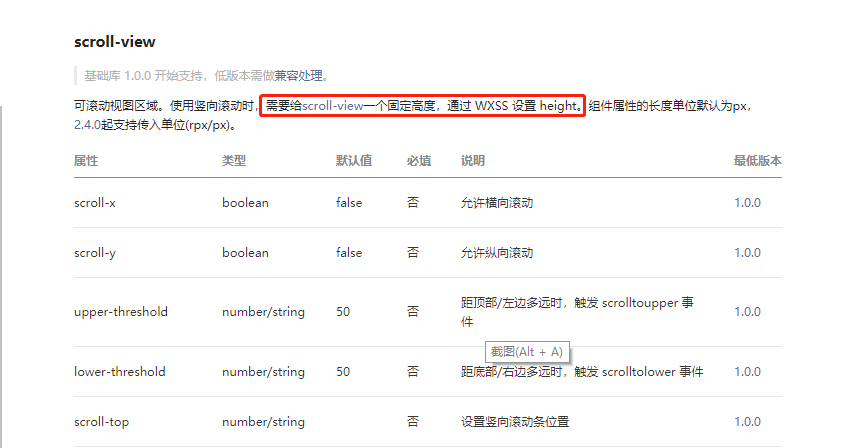 scroll-view
基础库 1.0.0 开始支持，低版本需做兼容处理。
可滚动视图区域。使用竖向滚动时，需要给scroll-view一个固定高度，通过 WXSS 设置 height。组件属性的长度单位默认为px，
2.4.0起支持传入单位(rpx/px)。
属性 类型 默认值 必填 说明 最低版本
scroll-x boolean false 否 允许横向滚动 1.0.0
scroll-y boolean false 否 允许纵向滚动 1.0.0
upper-threshold number/string 50 否 距顶部/左边多远时，触发 scrolltoupper 事 1.0.0
件
截图(Alt + A)
lower-threshold number/string 50 否 距底部/右边多远时，触发 scrolltolower 事件 1.0.0
scroll-top number/string 否 设置竖向滚动条位置 1.0.0